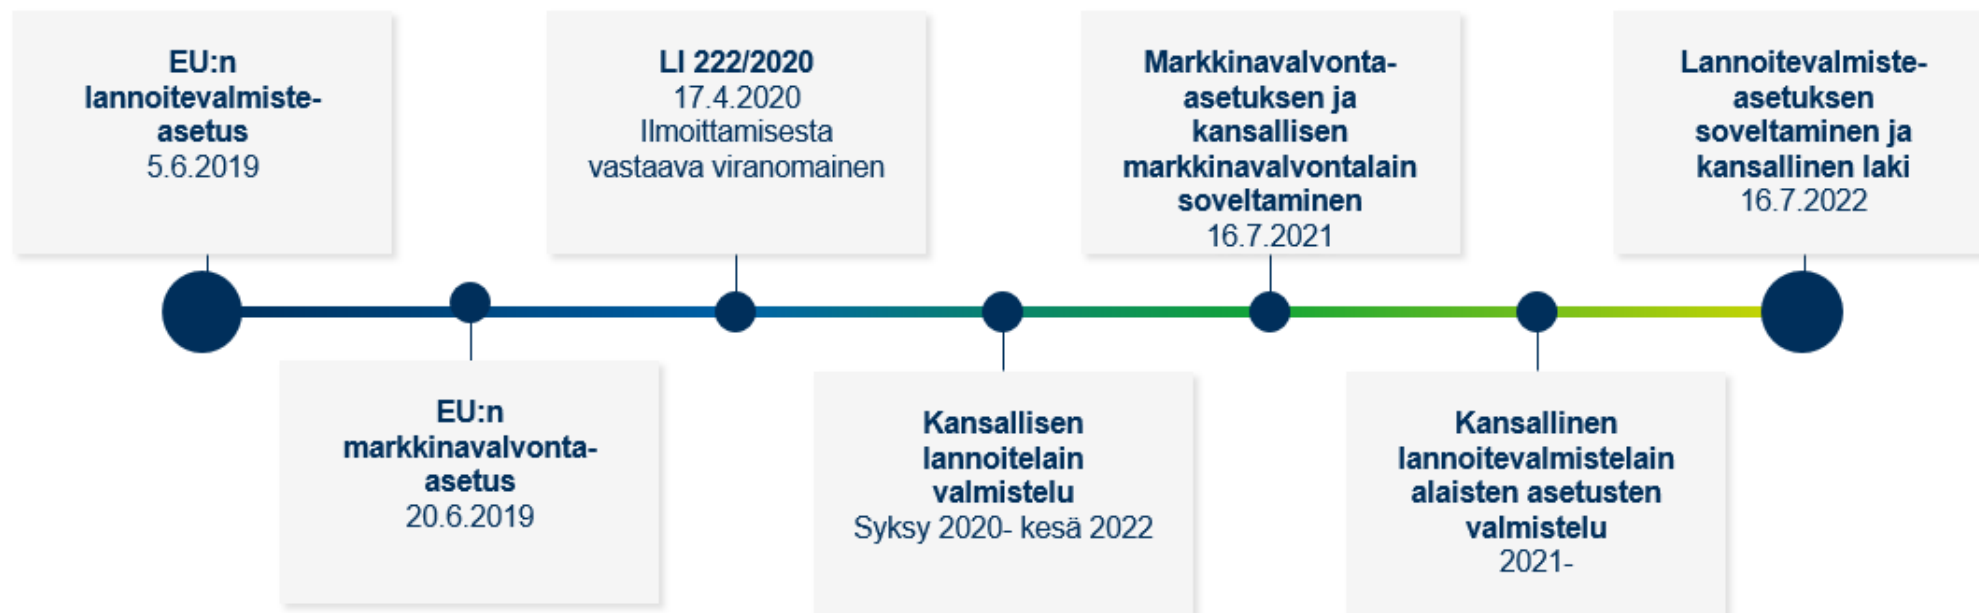 EU:n
lannoitevalmiste-
asetus
5.6.2019
EU:n
markkinavalvonta-
asetus
20.6.2019
LI 222/2020
17.4.2020
Ilmoittamisesta
vastaava viranomainen
Kansallisen
lannoitelain
valmistelu
Syksy 2020- kesä 2022
Markkinavalvonta-
asetuksen ja
kansallisen
markkinavalvontalain
soveltaminen
16.7.2021
Kansallinen
lannoitevalmistelain
alaisten asetusten
valmistelu
2021-
Lannoitevalmiste-
asetuksen
soveltaminen ja
kansallinen laki
16.7.2022